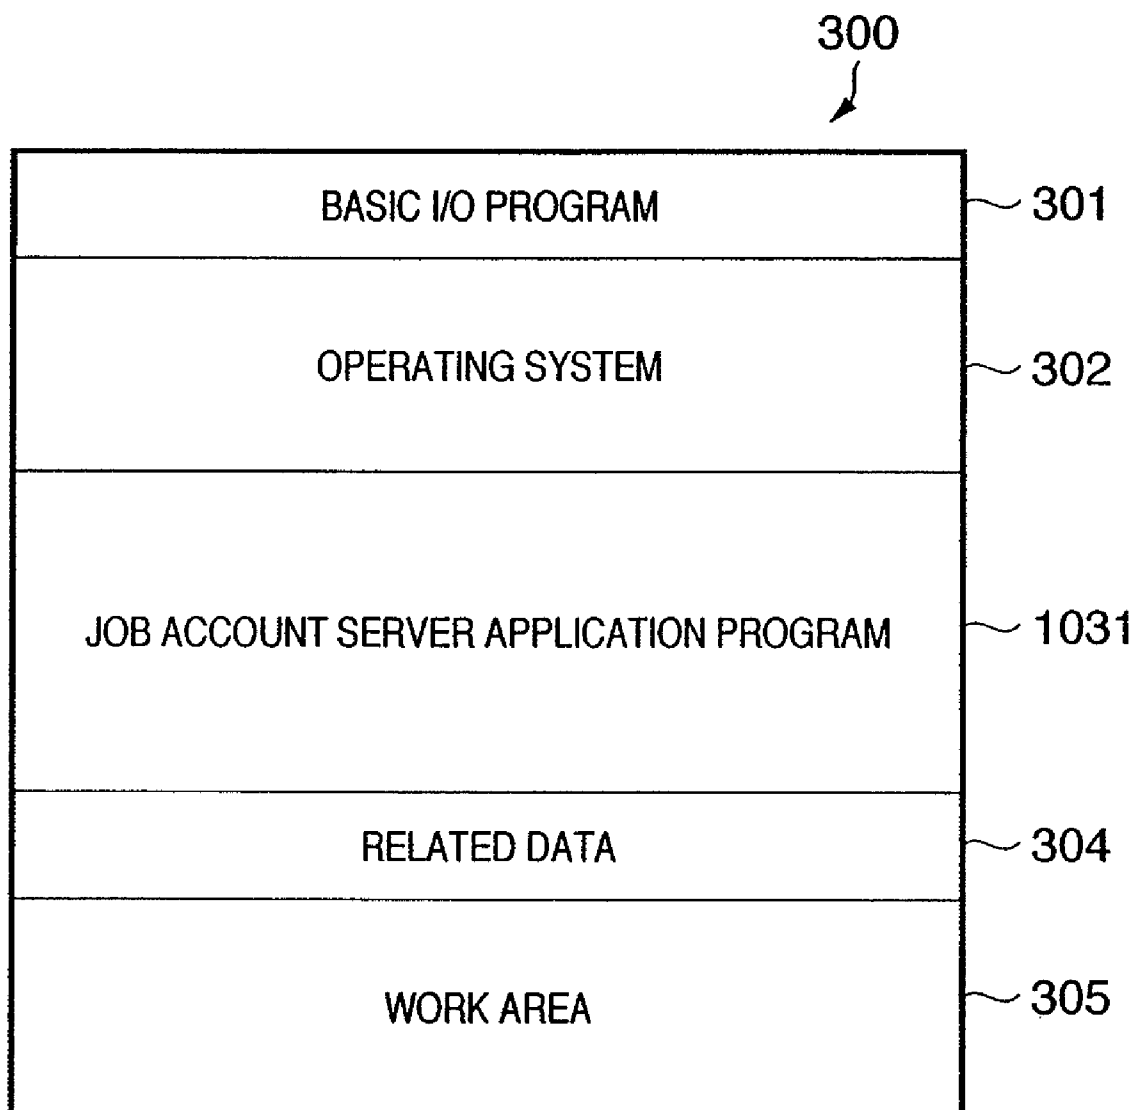 300
BASIC I/O PROGRAM 301
OPERATING SYSTEM 302
JOB ACCOUNT SERVER APPLICATION PROGRAM 1031
RELATED DATA 304
WORK AREA 305